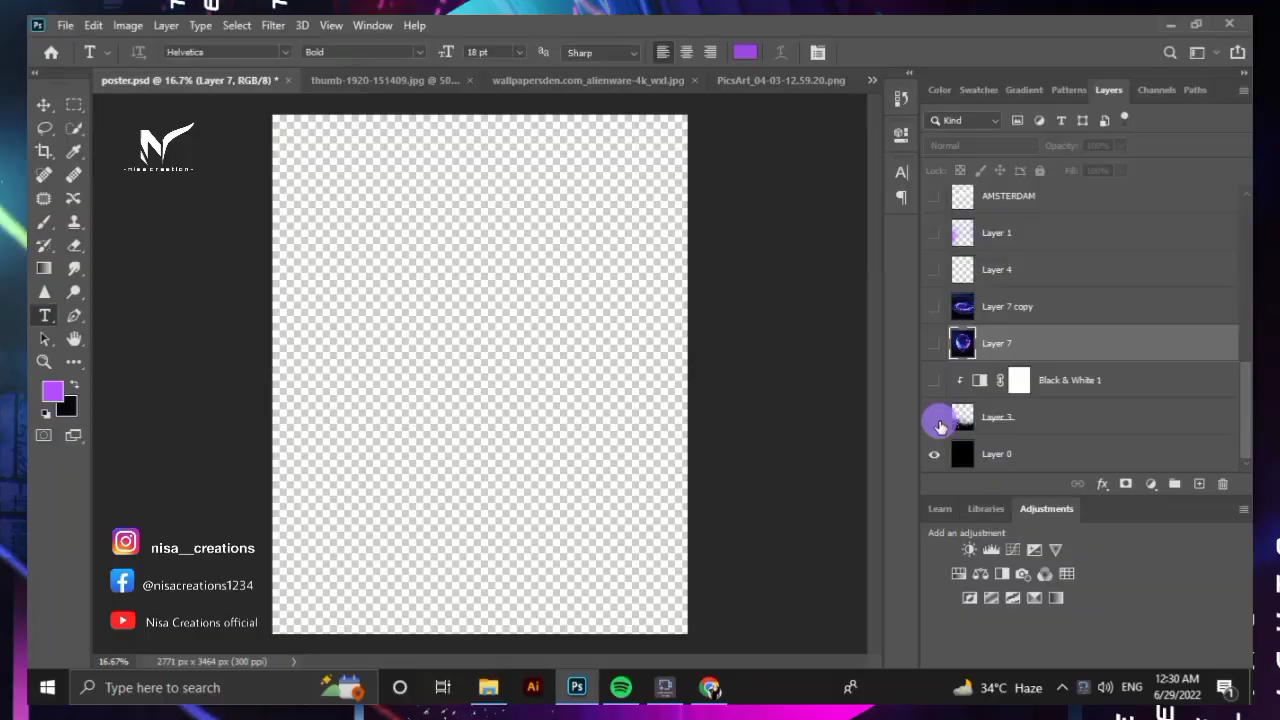 Ps File Edit Image Layer Type Select Filter 3D View Window Help
T Helvetica Bold 18 pt aa Sharp
poster.psd @ 16.7% (Layer 7, RGB/8) * × thumb-1920-151409.jpg @ 50... × wallpapersden.com_alienware-4k_wxl.jpg × PicsArt_04-03-12.59.20.png
Color Swatches Gradient Patterns Layers Channels Paths
Kind
Normal Opacity: 100%
Lock: Fill: 100%
AMSTERDAM
Layer 1
Layer 4
Layer 7 copy
Layer 7
Black & White 1
Layer 3
Layer 0
fx
Learn Libraries Adjustments
Add an adjustment
-nisa creation-
nisa__creations
@nisacreations1234
Nisa Creations official
16.67% 2771 px x 3464 px (300 ppi)
Type here to search
Ai Ps
34°C Haze ENG
12:30 AM
6/29/2022
1